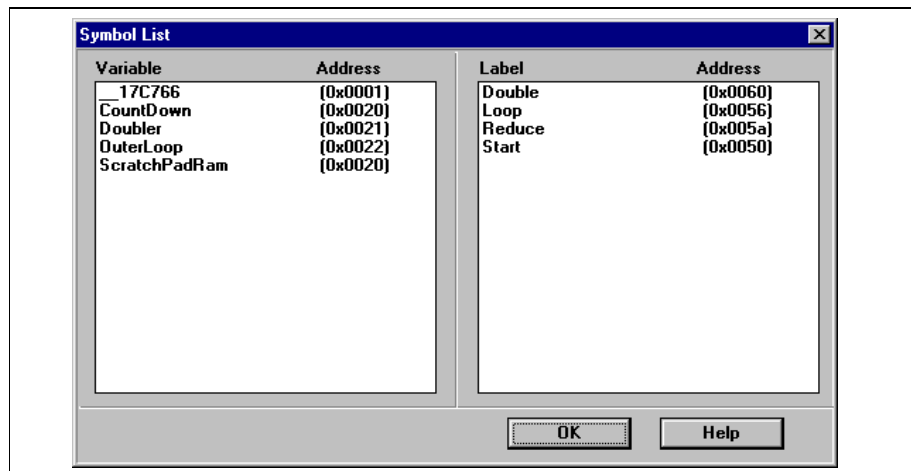 Symbol List
Variable Address
__17C766 (0x0001)
CountDown (0x0020)
Doubler (0x0021)
OuterLoop (0x0022)
ScratchPadRam (0x0020)
Label Address
Double (0x0060)
Loop (0x0056)
Reduce (0x005a)
Start (0x0050)
OK Help